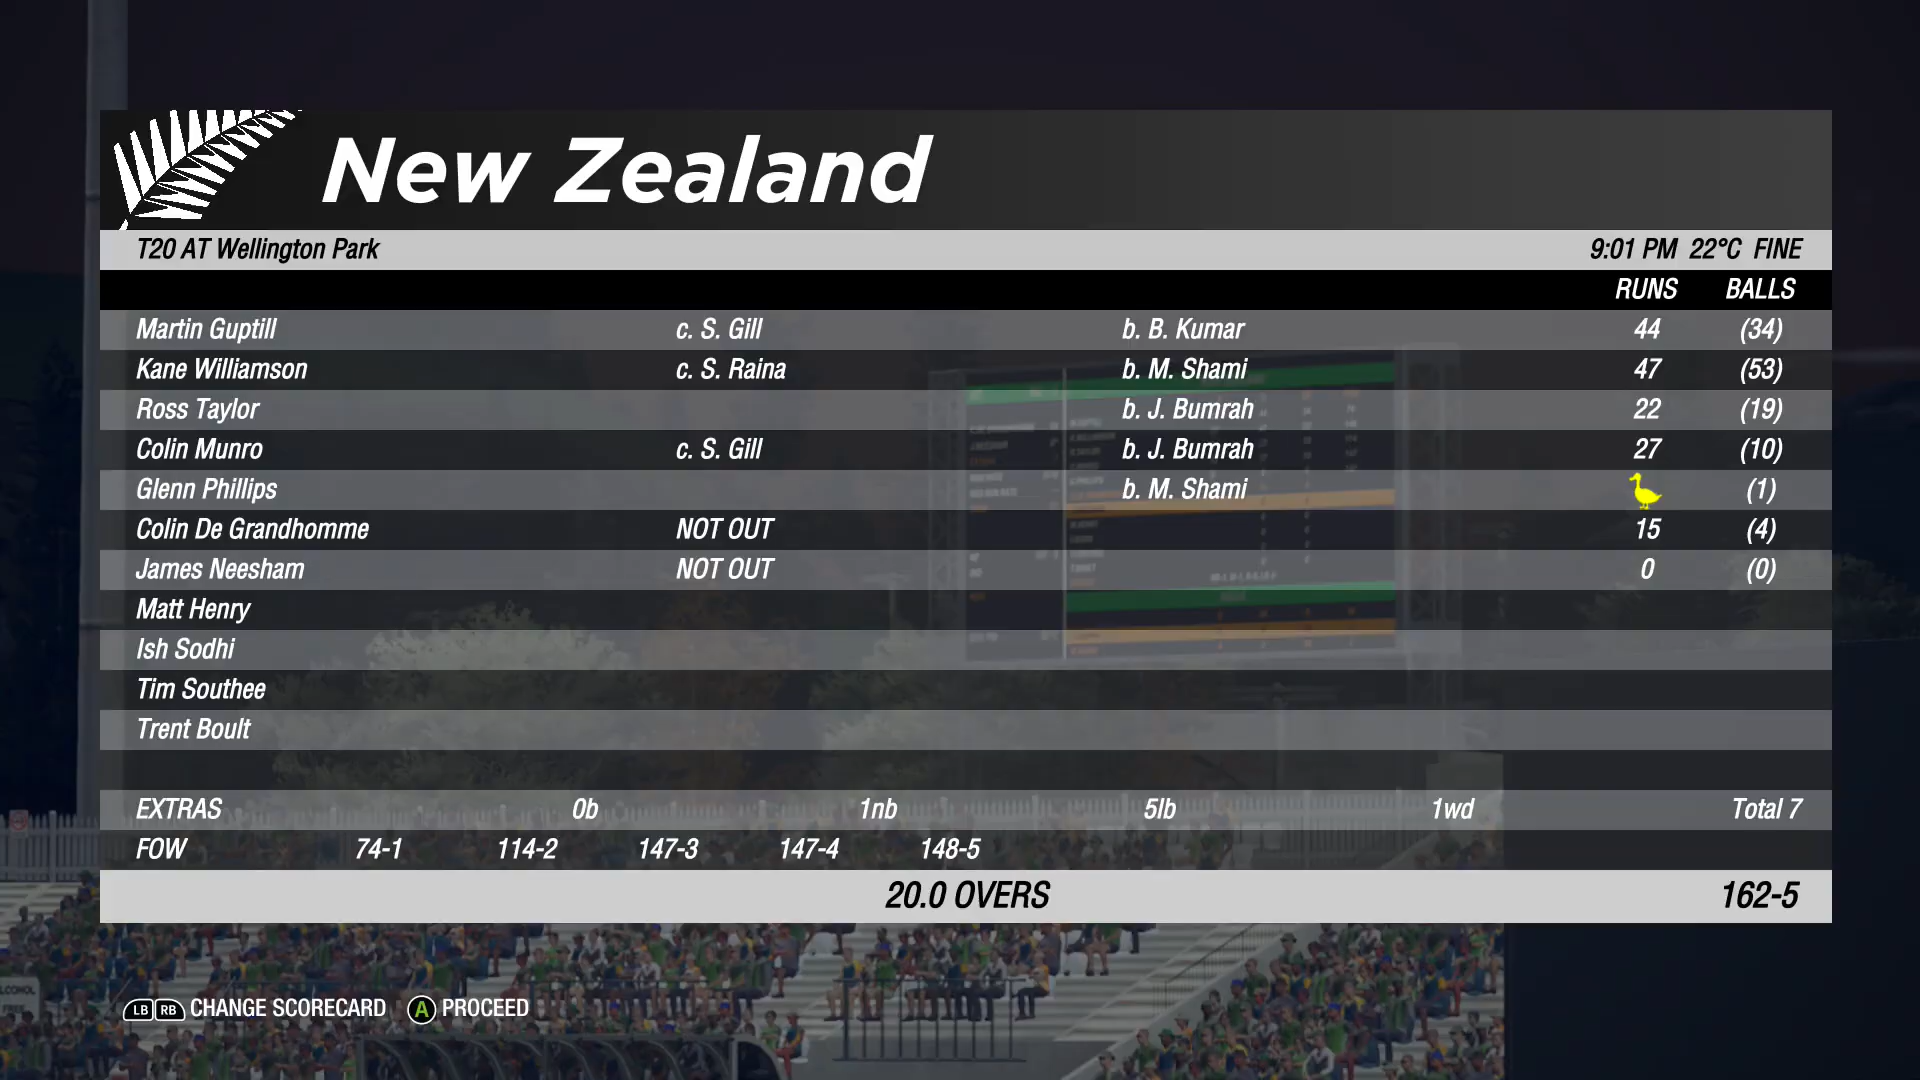 New Zealand
T20 AT Wellington Park 9:01 PM 22°C FINE
RUNS BALLS
Martin Guptill c. S. Gill b. B. Kumar 44 (34)
Kane Williamson c. S. Raina b. M. Shami 47 (53)
Ross Taylor b. J. Bumrah 22 (19)
Colin Munro c. S. Gill b. J. Bumrah 27 (10)
Glenn Phillips b. M. Shami (1)
Colin De Grandhomme NOT OUT 15 (4)
James Neesham NOT OUT 0 (0)
Matt Henry
Ish Sodhi
Tim Southee
Trent Boult
EXTRAS 0b 1nb 5lb 1wd Total 7
FOW 74-1 114-2 147-3 147-4 148-5
20.0 OVERS 162-5
LB RB CHANGE SCORECARD A PROCEED